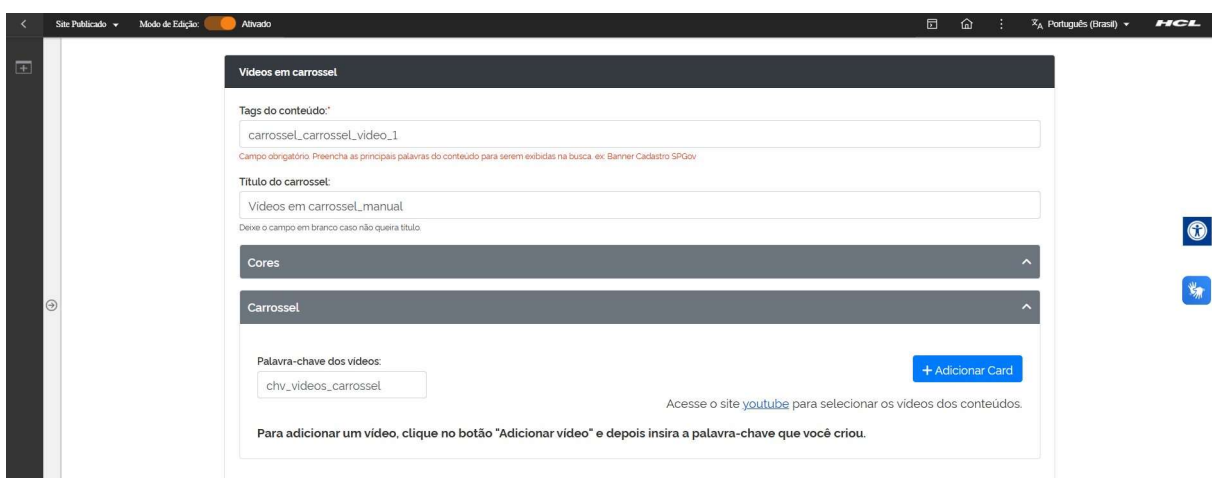 Site Publicado Modo de Edição: Ativado Português (Brasil) HCL
Vídeos em carrossel
Tags do conteúdo:*
carrossel_carrossel_video_1
Campo obrigatório. Preencha as principais palavras do conteúdo para serem exibidas na busca. ex: Banner Cadastro SPGov
Título do carrossel:
Vídeos em carrossel_manual
Deixe o campo em branco caso não queira título.
Cores
Carrossel
Palavra-chave dos vídeos:
chv_videos_carrossel
+ Adicionar Card
Acesse o site youtube para selecionar os vídeos dos conteúdos.
Para adicionar um vídeo, clique no botão "Adicionar vídeo" e depois insira a palavra-chave que você criou.